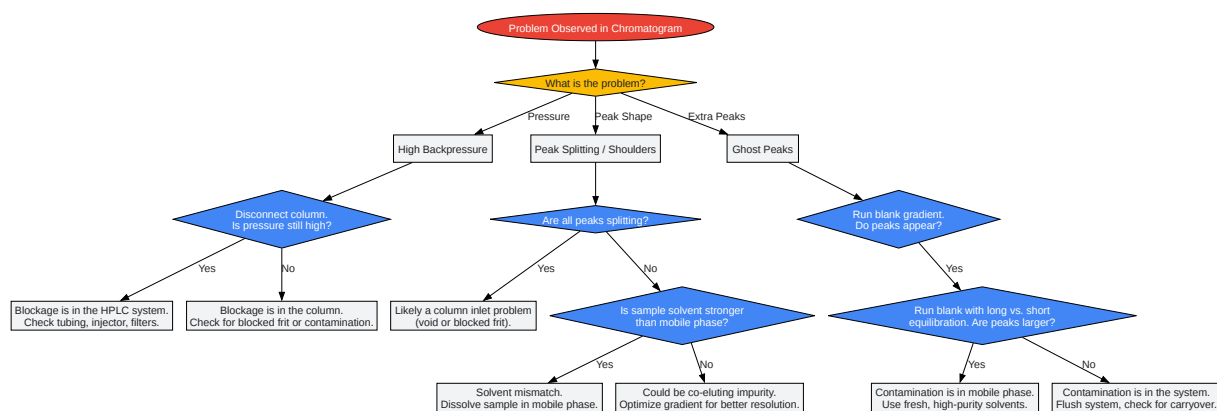 Problem Observed in Chromatogram
What is the problem?
Pressure
Peak Shape
Extra Peaks
High Backpressure
Peak Splitting / Shoulders
Ghost Peaks
Disconnect column.
Is pressure still high?
Are all peaks splitting?
Run blank gradient.
Do peaks appear?
Yes
No
Yes
No
Yes
Blockage is in the HPLC system.
Check tubing, injector, filters.
Blockage is in the column.
Check for blocked frit or contamination.
Likely a column inlet problem
(void or blocked frit).
Is sample solvent stronger
than mobile phase?
Run blank with long vs. short
equilibration. Are peaks larger?
Yes
No
Yes
No
Solvent mismatch.
Dissolve sample in mobile phase.
Could be co-eluting impurity.
Optimize gradient for better resolution.
Contamination is in mobile phase.
Use fresh, high-purity solvents.
Contamination is in the system.
Flush system, check for carryover.